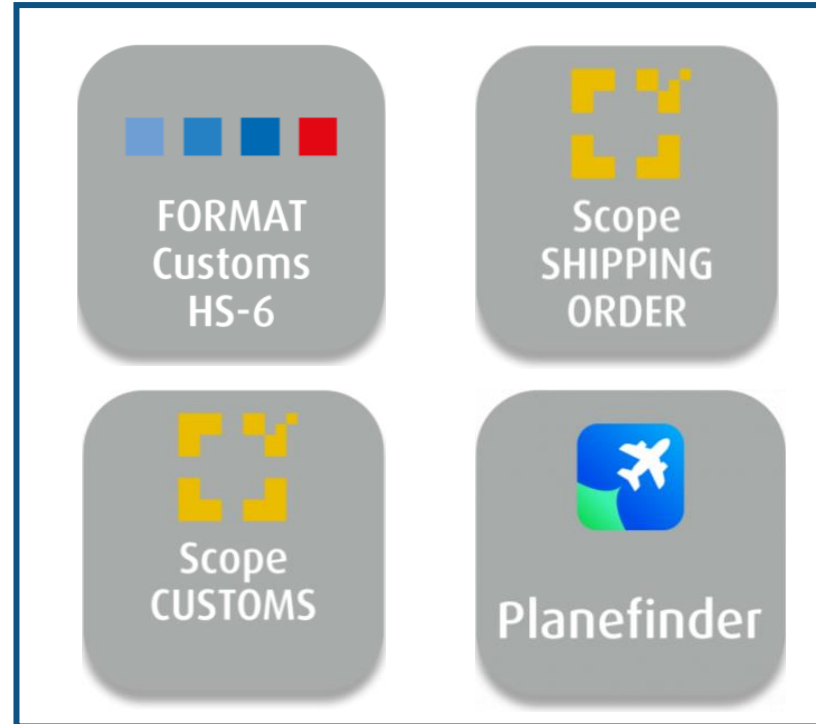 FORMAT
Customs
HS-6
Scope
SHIPPING
ORDER
Scope
CUSTOMS
Planefinder